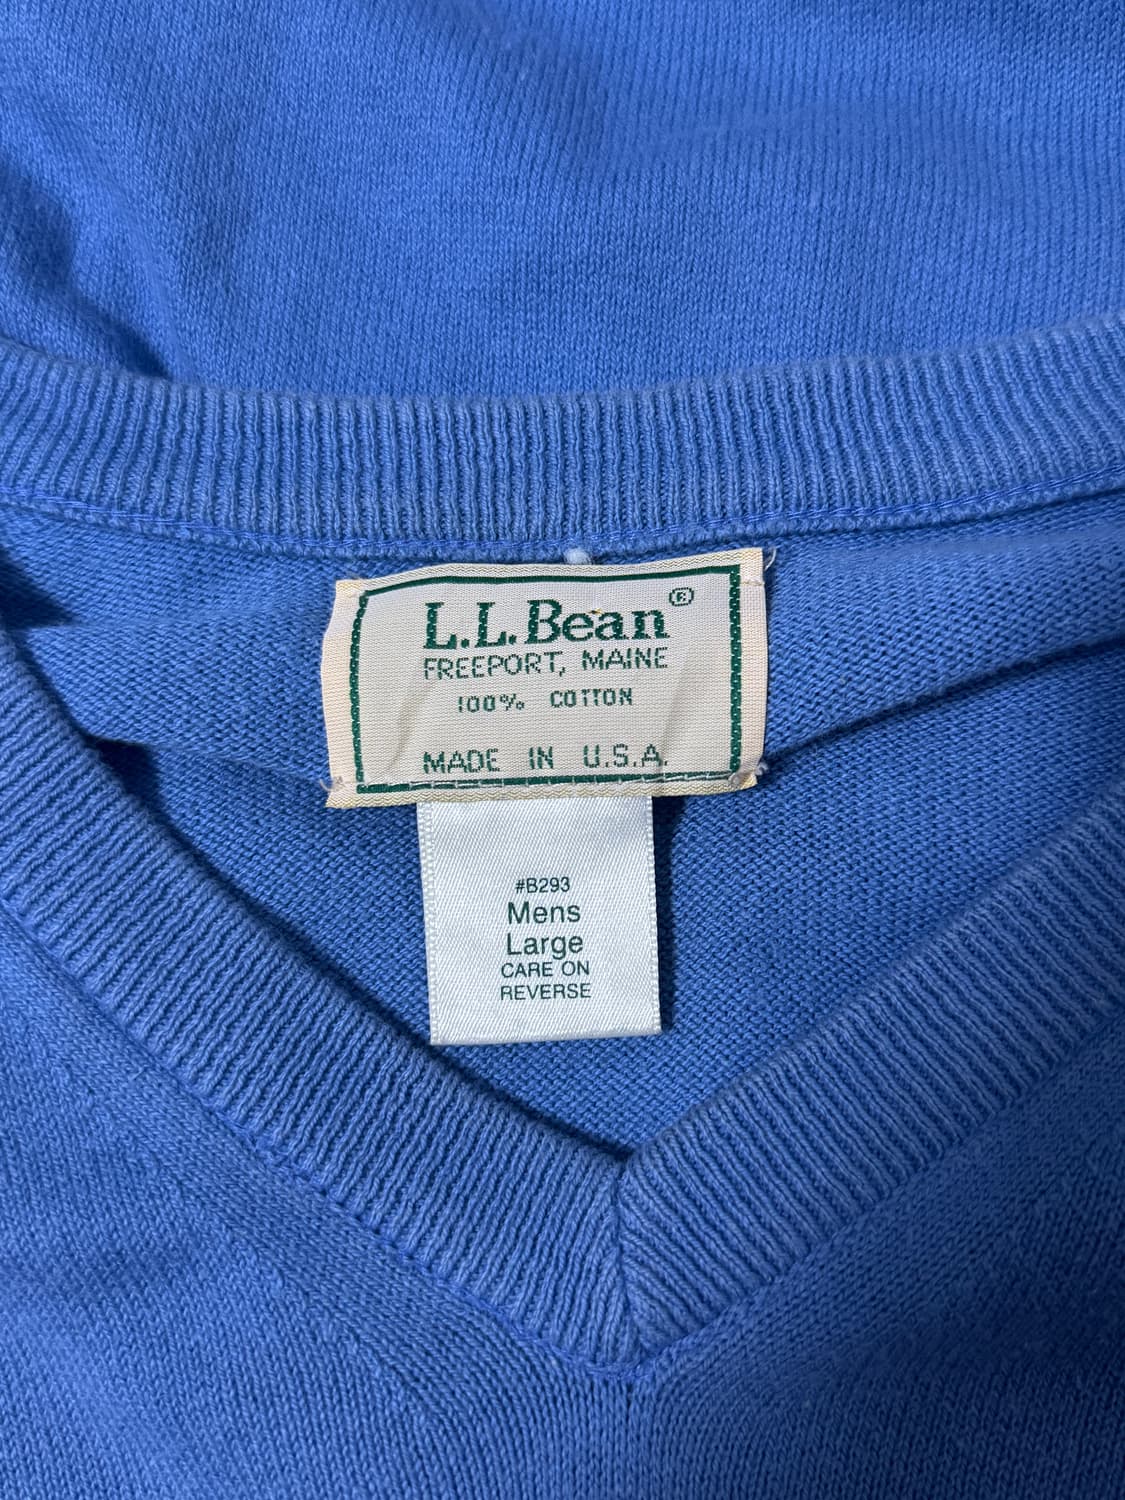 L.L.Bean®
FREEPORT, MAINE
100% COTTON
MADE IN U.S.A.
#B293
Mens
Large
CARE ON
REVERSE